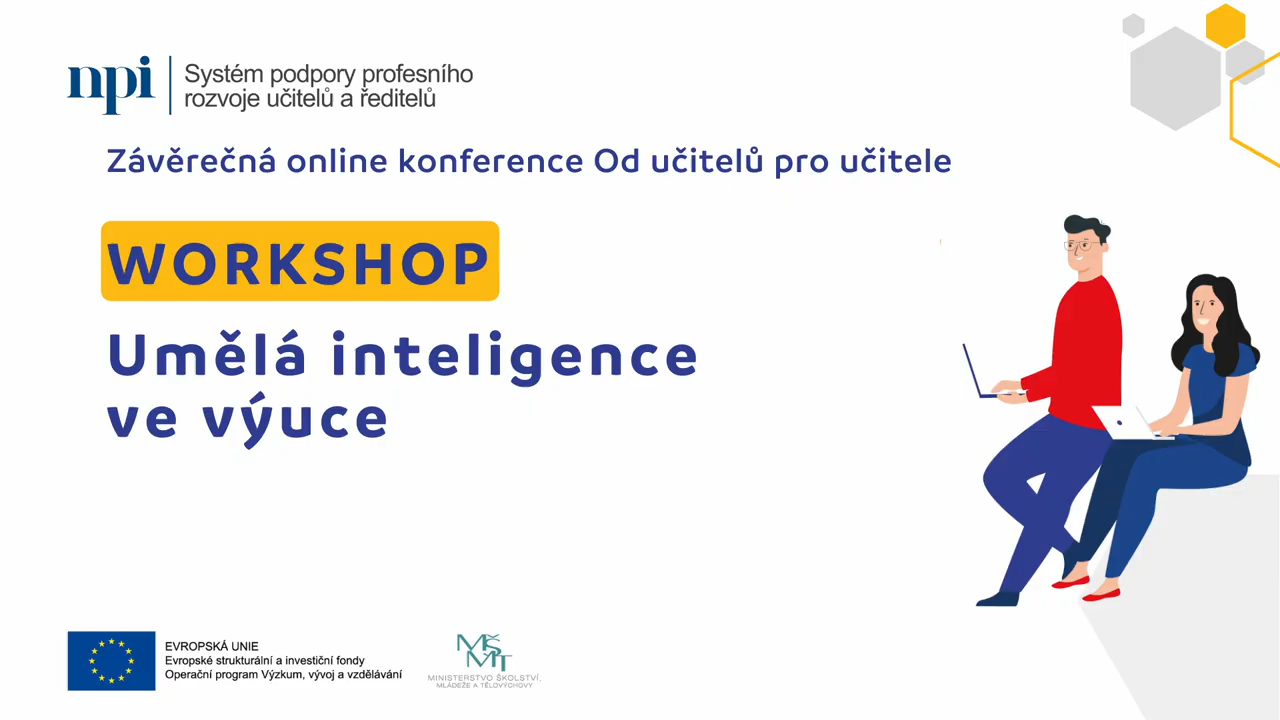 npi
Systém podpory profesního
rozvoje učitelů a ředitelů
Závěrečná online konference Od učitelů pro učitele
WORKSHOP
Umělá inteligence
ve výuce
EVROPSKÁ UNIE
Evropské strukturální a investiční fondy
Operační program Výzkum, vývoj a vzdělávání
MŠMT
MINISTERSTVO ŠKOLSTVÍ,
MLÁDEŽE A TĚLOVÝCHOVY